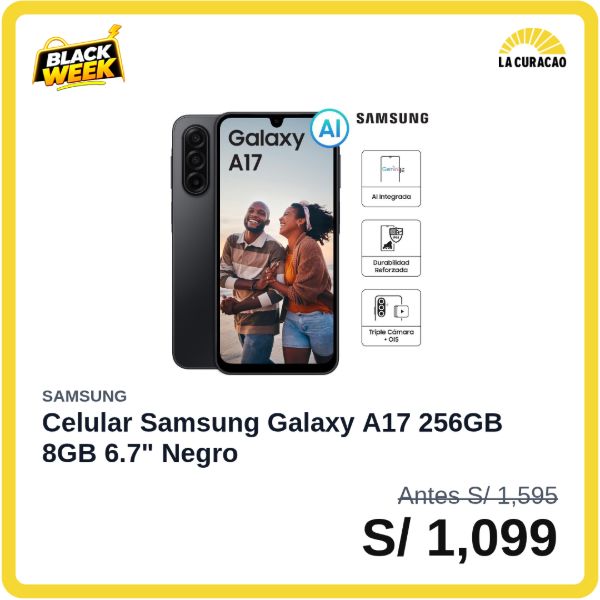 BLACK
WEEK
LA CURACAO
Galaxy
A17
AI
SAMSUNG
Gemini
AI Integrada
Durabilidad
Reforzada
Triple Cámara
+ OIS
SAMSUNG
Celular Samsung Galaxy A17 256GB
8GB 6.7" Negro
Antes S/ 1,595
S/ 1,099